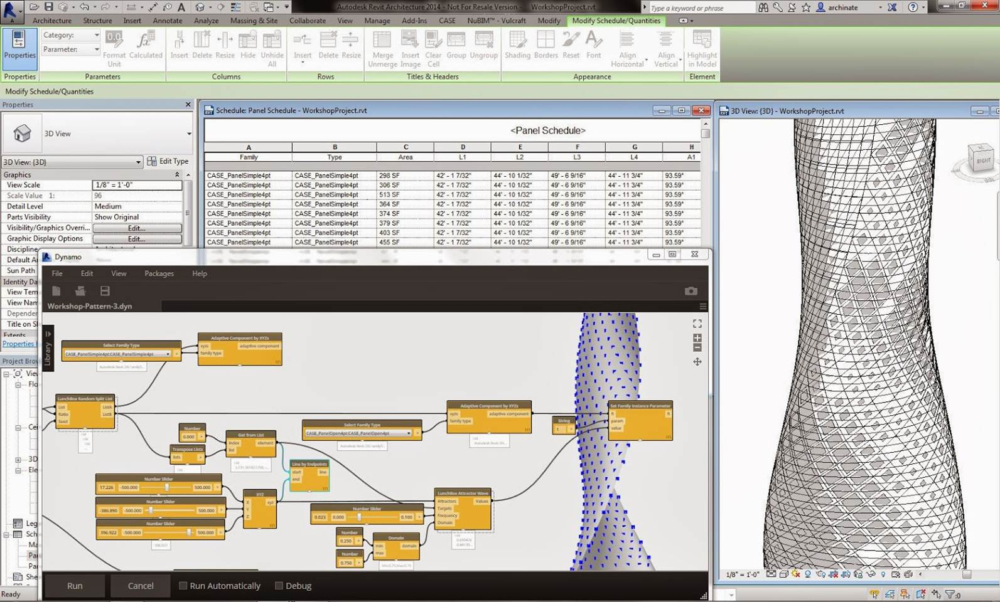 Autodesk Revit Architecture 2014 - Not For Resale Version - WorkshopProject.rvt
Type a keyword or phrase
archinate
Architecture Structure Insert Annotate Analyze Massing & Site Collaborate View Manage Add-Ins CASE NuBIM™ - Vulcraft Modify Modify Schedule/Quantities
Properties
Category:
Parameter:
Format Unit
Calculated
Insert Delete Resize Hide Unhide All
Insert Delete Resize
Merge Unmerge
Insert Image
Clear Cell
Group Ungroup
Shading Borders Reset Font
Align Horizontal
Align Vertical
Highlight in Model
Properties Parameters Columns Rows Titles & Headers Appearance Element
Modify Schedule/Quantities
Properties
3D View
3D View: {3D}
Edit Type
Graphics
View Scale 1/8" = 1'-0"
Scale Value 1: 96
Detail Level Medium
Parts Visibility Show Original
Visibility/Graphics Overri... Edit...
Graphic Display Options Edit...
Discipline
Default A
Sun Path
Identity Da
View Tem
View Nam
Dependen
Title on Sh
Extents
Properties
Project Brow
Schedule: Panel Schedule - WorkshopProject.rvt
<Panel Schedule>
A B C D E F G H
Family Type Area L1 L2 L3 L4 A1
CASE_PanelSimple4pt CASE_PanelSimple4pt 298 SF 42' - 1 7/32" 44' - 10 1/32" 49' - 6 9/16" 44' - 11 3/4" 93.59°
CASE_PanelSimple4pt CASE_PanelSimple4pt 306 SF 42' - 1 7/32" 44' - 10 1/32" 49' - 6 9/16" 44' - 11 3/4" 93.59°
CASE_PanelSimple4pt CASE_PanelSimple4pt 513 SF 42' - 1 7/32" 44' - 10 1/32" 49' - 6 9/16" 44' - 11 3/4" 93.59°
CASE_PanelSimple4pt CASE_PanelSimple4pt 364 SF 42' - 1 7/32" 44' - 10 1/32" 49' - 6 9/16" 44' - 11 3/4" 93.59°
CASE_PanelSimple4pt CASE_PanelSimple4pt 374 SF 42' - 1 7/32" 44' - 10 1/32" 49' - 6 9/16" 44' - 11 3/4" 93.59°
CASE_PanelSimple4pt CASE_PanelSimple4pt 379 SF 42' - 1 7/32" 44' - 10 1/32" 49' - 6 9/16" 44' - 11 3/4" 93.59°
CASE_PanelSimple4pt CASE_PanelSimple4pt 403 SF 42' - 1 7/32" 44' - 10 1/32" 49' - 6 9/16" 44' - 11 3/4" 93.59°
CASE_PanelSimple4pt CASE_PanelSimple4pt 455 SF 42' - 1 7/32" 44' - 10 1/32" 49' - 6 9/16" 44' - 11 3/4" 93.59°
3D View: {3D} - WorkshopProject.rvt
RIGHT
Dynamo
File Edit View Packages Help
Workshop-Pattern-3.dyn
Library
Select Family Type
CASE_PanelSimple4pt:CASE_PanelSimple4pt
Adaptive Component by XYZs
xyzs adaptive component
family type
LunchBox Random Split List
List ListA
Ratio ListB
Seed
Number
0.000
Transpose Lists
lists
Get from List
index element
list
Line by Endpoints
start line
end
Select Family Type
CASE_PanelOpen4pt:CASE_PanelOpen4pt
Adaptive Component by XYZs
xyzs adaptive component
family type
String
t
Set Family Instance Parameter
fi fi
param
value
Number Slider
17.226 -500.000 500.000
Number Slider
-386.890 -500.000 500.000
Number Slider
396.922 -500.000 500.000
396.922
XYZ
X xyz
Y
Z
Number Slider
0.023 0.000 0.100
LunchBox Attractor Wave
Attractors Values
Targets
Frequency
Domain
Number
0.250
Number
0.750
Domain
min domain
max
Run Cancel Run Automatically Debug
1/8" = 1'-0"
Ready
:0